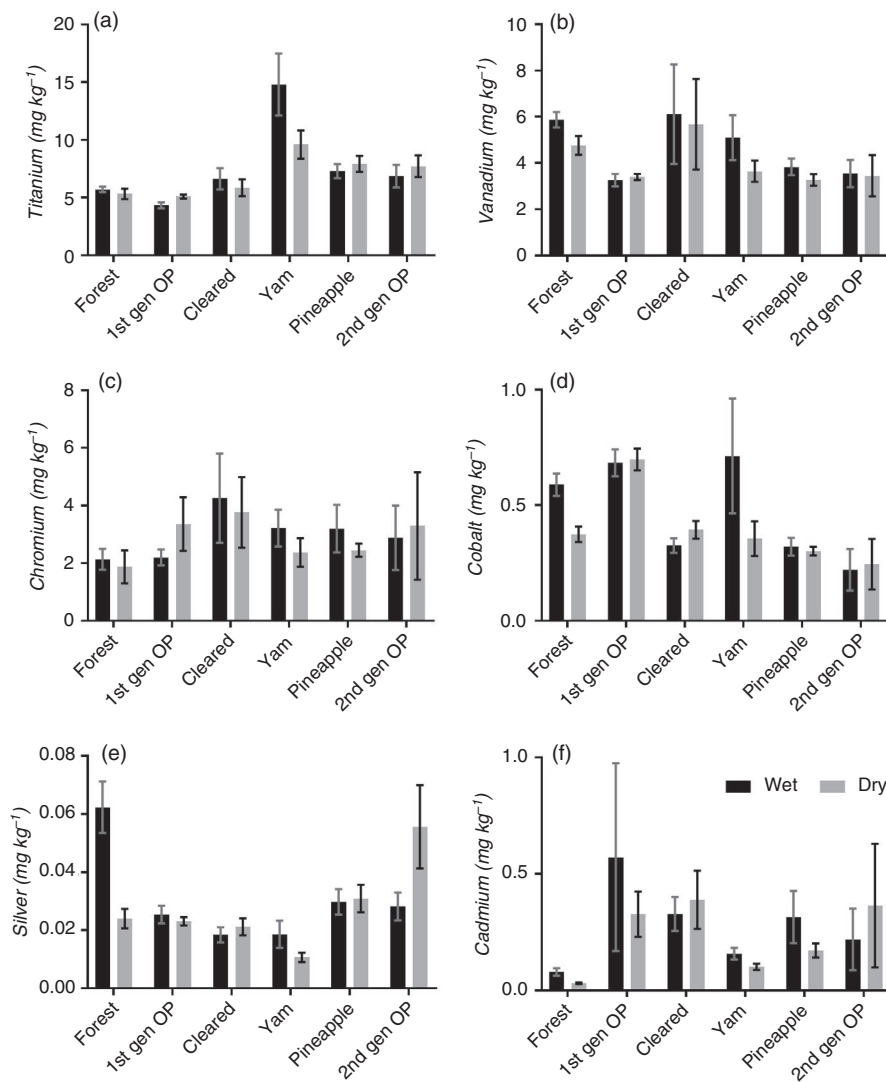 (a)
20
15
10
5
0
Titanium (mg kg⁻¹)
Forest
1st gen OP
Cleared
Yam
Pineapple
2nd gen OP
(b)
10
8
6
4
2
0
Vanadium (mg kg⁻¹)
Forest
1st gen OP
Cleared
Yam
Pineapple
2nd gen OP
(c)
8
6
4
2
0
Chromium (mg kg⁻¹)
Forest
1st gen OP
Cleared
Yam
Pineapple
2nd gen OP
(d)
1.0
0.5
0.0
Cobalt (mg kg⁻¹)
Forest
1st gen OP
Cleared
Yam
Pineapple
2nd gen OP
(e)
0.08
0.06
0.04
0.02
0.00
Silver (mg kg⁻¹)
Forest
1st gen OP
Cleared
Yam
Pineapple
2nd gen OP
(f)
Wet Dry
1.0
0.5
0.0
Cadmium (mg kg⁻¹)
Forest
1st gen OP
Cleared
Yam
Pineapple
2nd gen OP